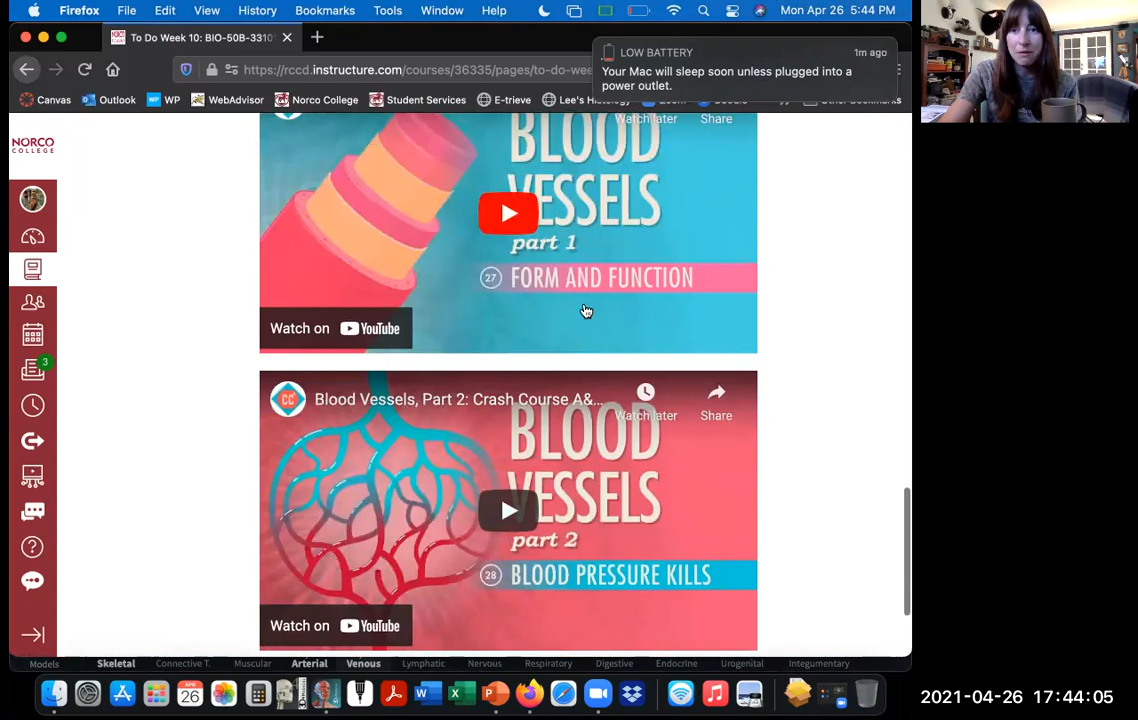 Firefox File Edit View History Bookmarks Tools Window Help Mon Apr 26 5:44 PM
To Do Week 10: BIO-50B-3310
LOW BATTERY 1m ago
Your Mac will sleep soon unless plugged into a
power outlet.
https://rccd.instructure.com/courses/36335/pages/to-do-wee
Canvas Outlook WP WebAdvisor Norco College Student Services E-trieve Lee's Histology
NORCO
COLLEGE
Watch later Share
BLOOD
VESSELS
part 1
27 FORM AND FUNCTION
Watch on YouTube
3
CC
Blood Vessels, Part 2: Crash Course A&...
Watch later Share
BLOOD
VESSELS
part 2
28 BLOOD PRESSURE KILLS
Watch on YouTube
Models Skeletal Connective T. Muscular Arterial Venous Lymphatic Nervous Respiratory Digestive Endocrine Urogenital Integumentary
APR
26
2021-04-26 17:44:05